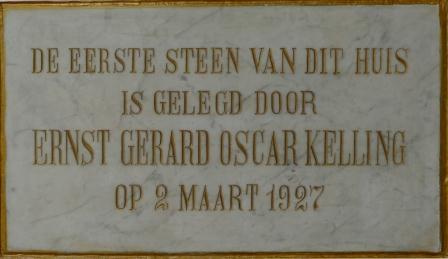 DE EERSTE STEEN VAN DIT HUIS
IS GELEGD DOOR
ERNST GERARD OSCAR KELLING
OP 2 MAART 1927